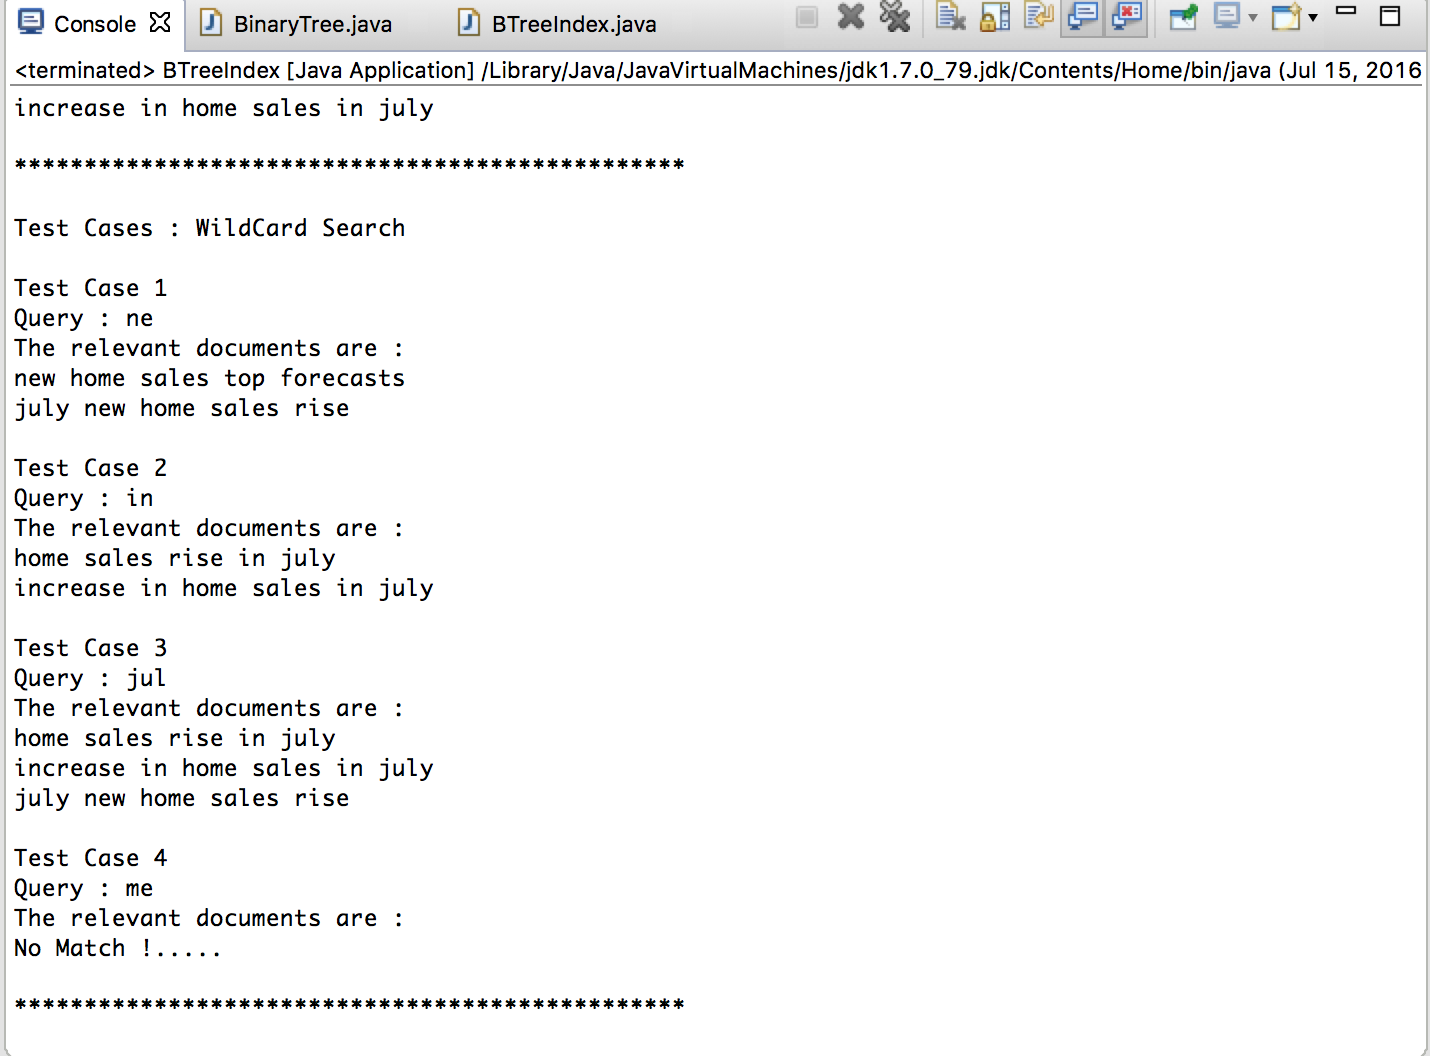 Console BinaryTree.java BTreeIndex.java
<terminated> BTreeIndex [Java Application] /Library/Java/JavaVirtualMachines/jdk1.7.0_79.jdk/Contents/Home/bin/java (Jul 15, 2016
increase in home sales in july
************************************************
Test Cases : WildCard Search
Test Case 1
Query : ne
The relevant documents are :
new home sales top forecasts
july new home sales rise
Test Case 2
Query : in
The relevant documents are :
home sales rise in july
increase in home sales in july
Test Case 3
Query : jul
The relevant documents are :
home sales rise in july
increase in home sales in july
july new home sales rise
Test Case 4
Query : me
The relevant documents are :
No Match !.....
************************************************